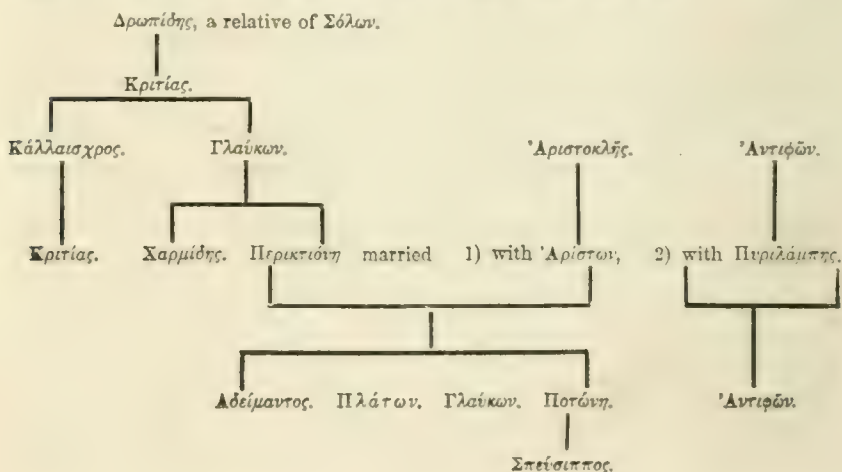 Δρωπίδης, a relative of Σόλων.
Κριτίας.
Κάλλαισχρος. Γλαύκων. Ἀριστοκλῆς. Ἀντιφῶν.
Κριτίας. Χαρμίδης. Περικτιόνη married 1) with Ἀρίστων, 2) with Πυριλάμπης.
Αδείμαντος. Πλάτων. Γλαύκων. Ποτώνη. Ἀντιφῶν.
Σπεύσιππος.